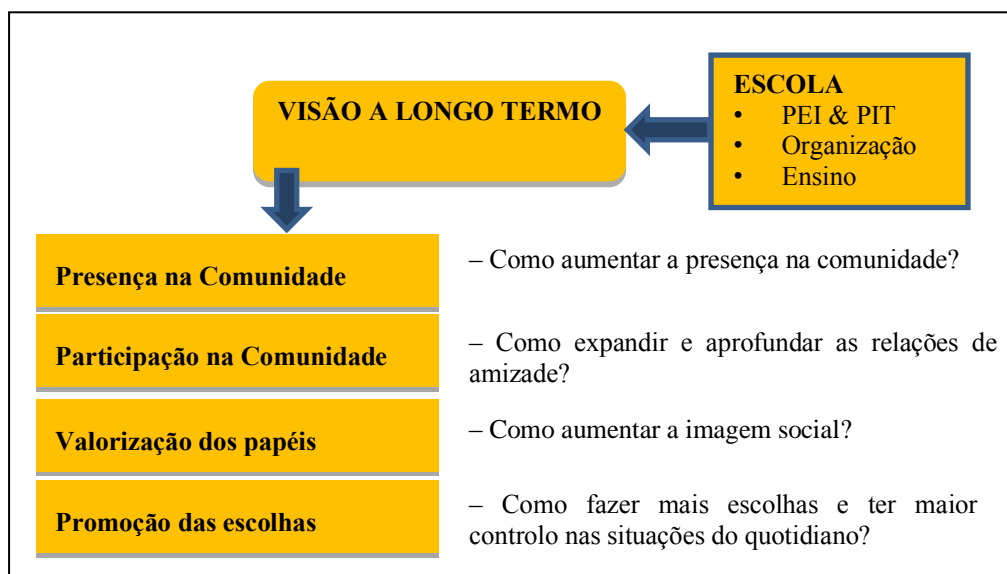 VISÃO A LONGO TERMO
ESCOLA
• PEI & PIT
• Organização
• Ensino
Presença na Comunidade
– Como aumentar a presença na comunidade?
Participação na Comunidade
– Como expandir e aprofundar as relações de
amizade?
Valorização dos papéis
– Como aumentar a imagem social?
Promoção das escolhas
– Como fazer mais escolhas e ter maior
controlo nas situações do quotidiano?